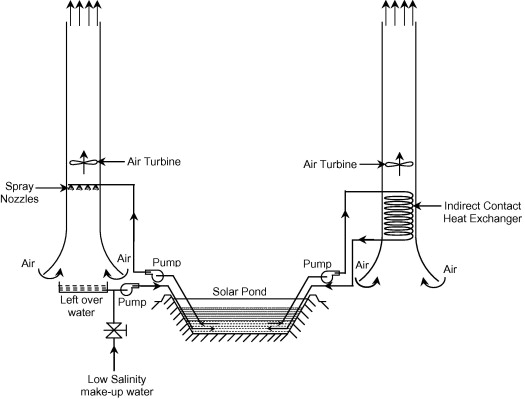 Air Turbine
Air Turbine
Spray
Nozzles
Indirect Contact
Heat Exchanger
Air
Air
Pump
Pump
Air
Air
Left over
water
Pump
Solar Pond
Low Salinity
make-up water